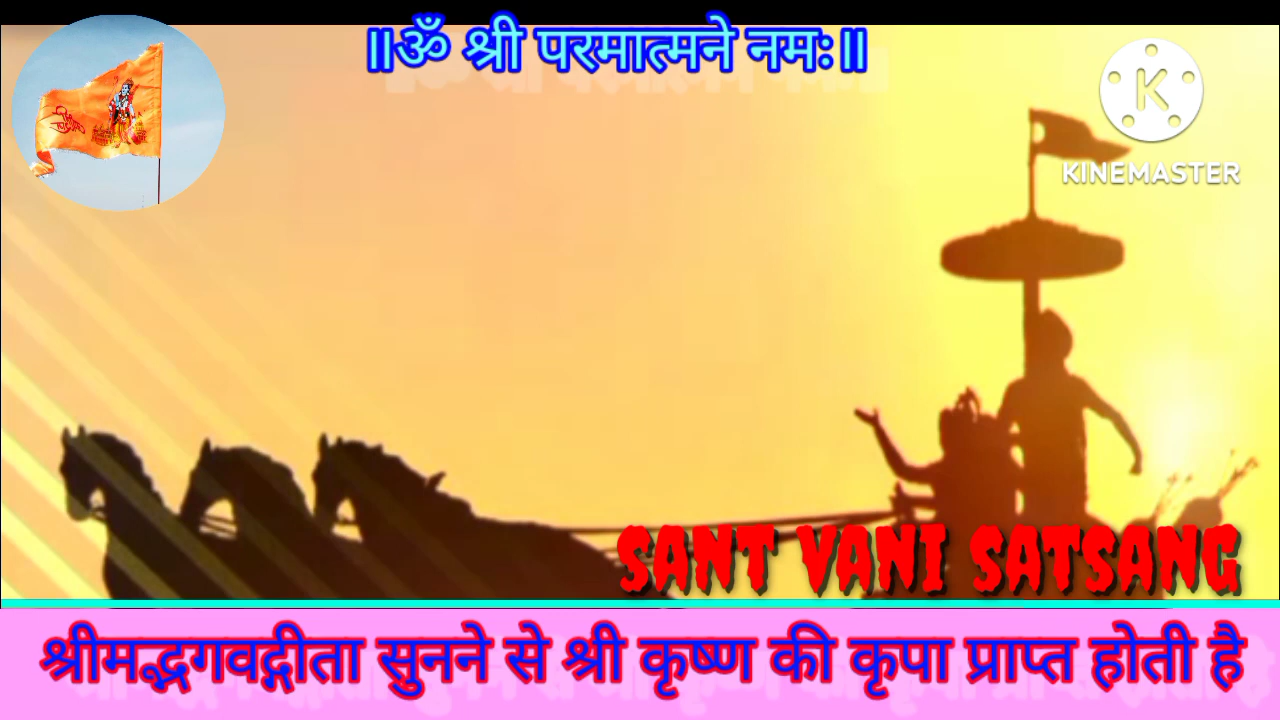 ॥ॐ श्री परमात्मने नमः॥
K
KINEMASTER
SANT VANI SATSANG
श्रीमद्भगवद्गीता सुनने से श्री कृष्ण की कृपा प्राप्त होती है